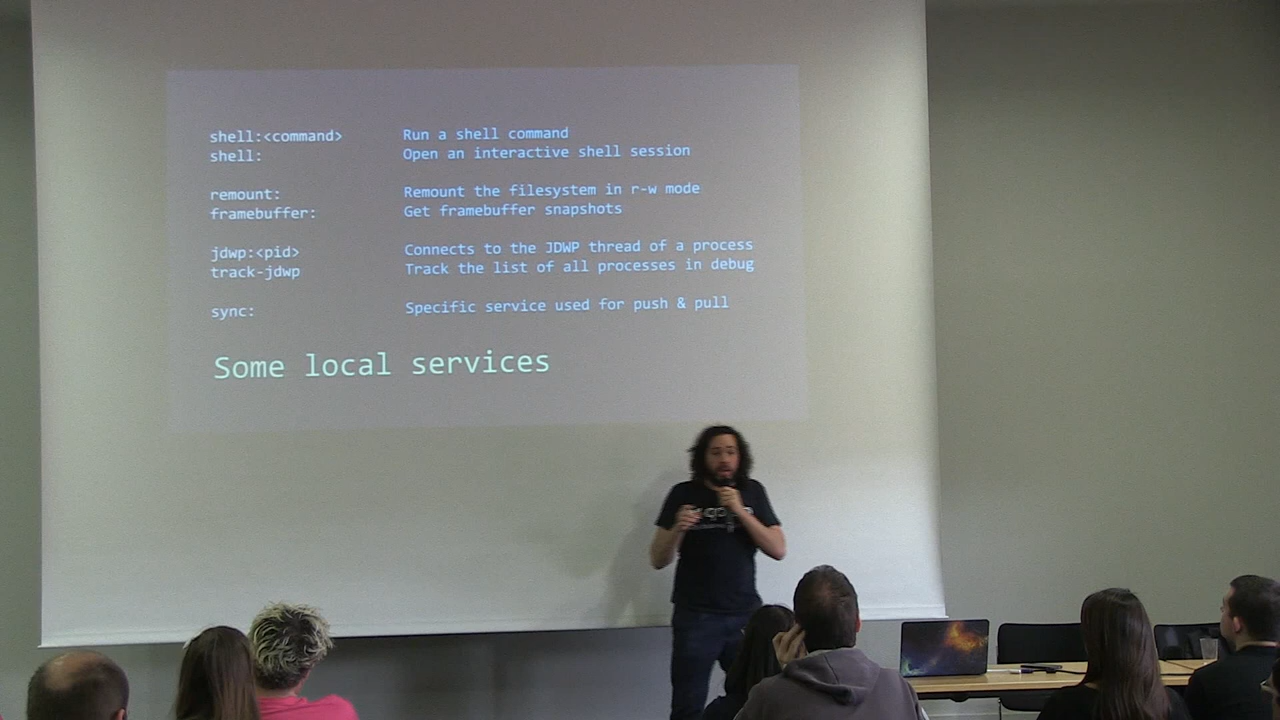 shell:<command> Run a shell command
shell: Open an interactive shell session
remount: Remount the filesystem in r-w mode
framebuffer: Get framebuffer snapshots
jdwp:<pid> Connects to the JDWP thread of a process
track-jdwp Track the list of all processes in debug
sync: Specific service used for push & pull
Some local services